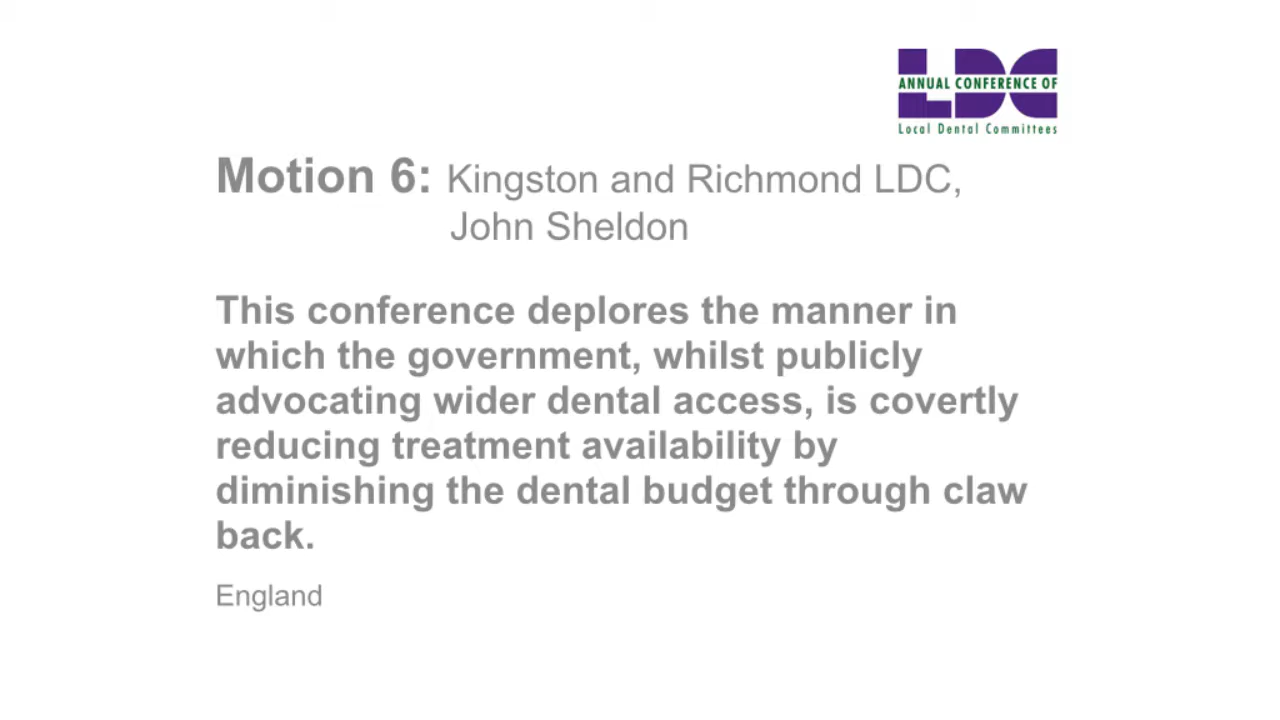 LDC
ANNUAL CONFERENCE OF
Local Dental Committees
Motion 6: Kingston and Richmond LDC,
John Sheldon
This conference deplores the manner in
which the government, whilst publicly
advocating wider dental access, is covertly
reducing treatment availability by
diminishing the dental budget through claw
back.
England